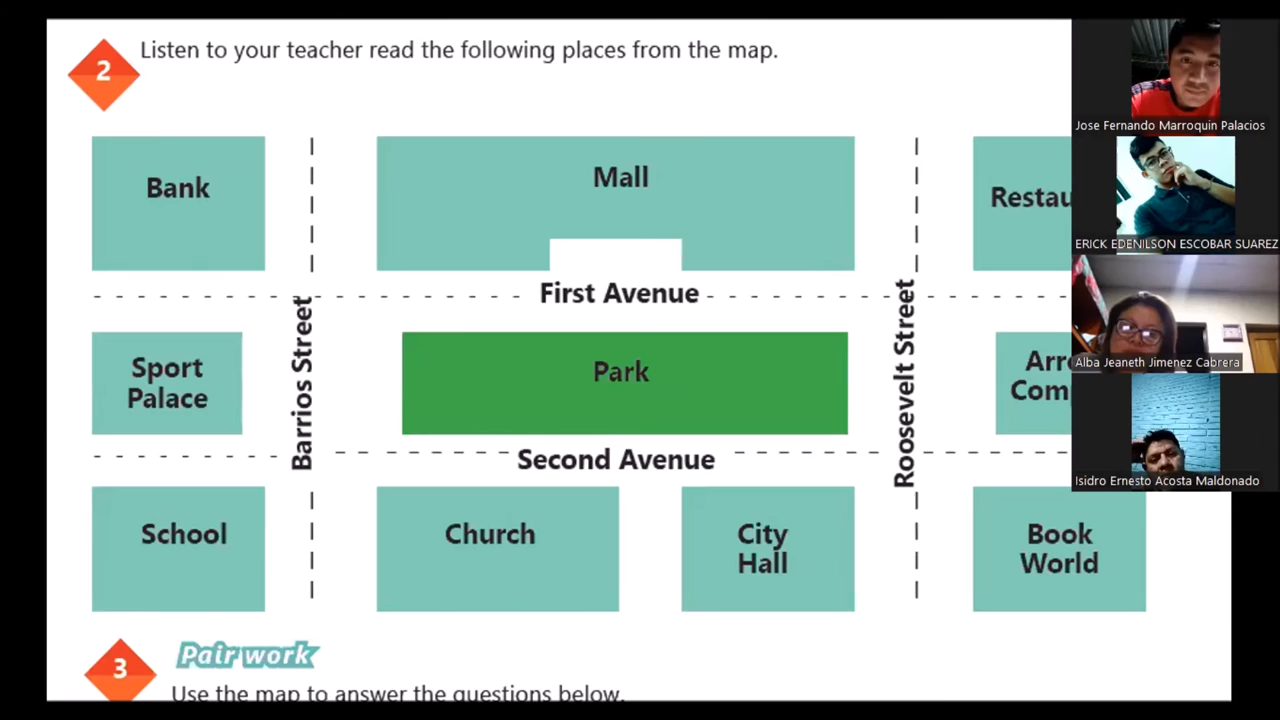 2
Listen to your teacher read the following places from the map.
Bank
Mall
First Avenue
Sport
Palace
Barrios Street
Park
Roosevelt Street
Second Avenue
School
Church
City
Hall
Book
World
3
Pair work
Use the map to answer the questions below.
Jose Fernando Marroquin Palacios
ERICK EDENILSON ESCOBAR SUAREZ
Alba Jeaneth Jimenez Cabrera
Isidro Ernesto Acosta Maldonado